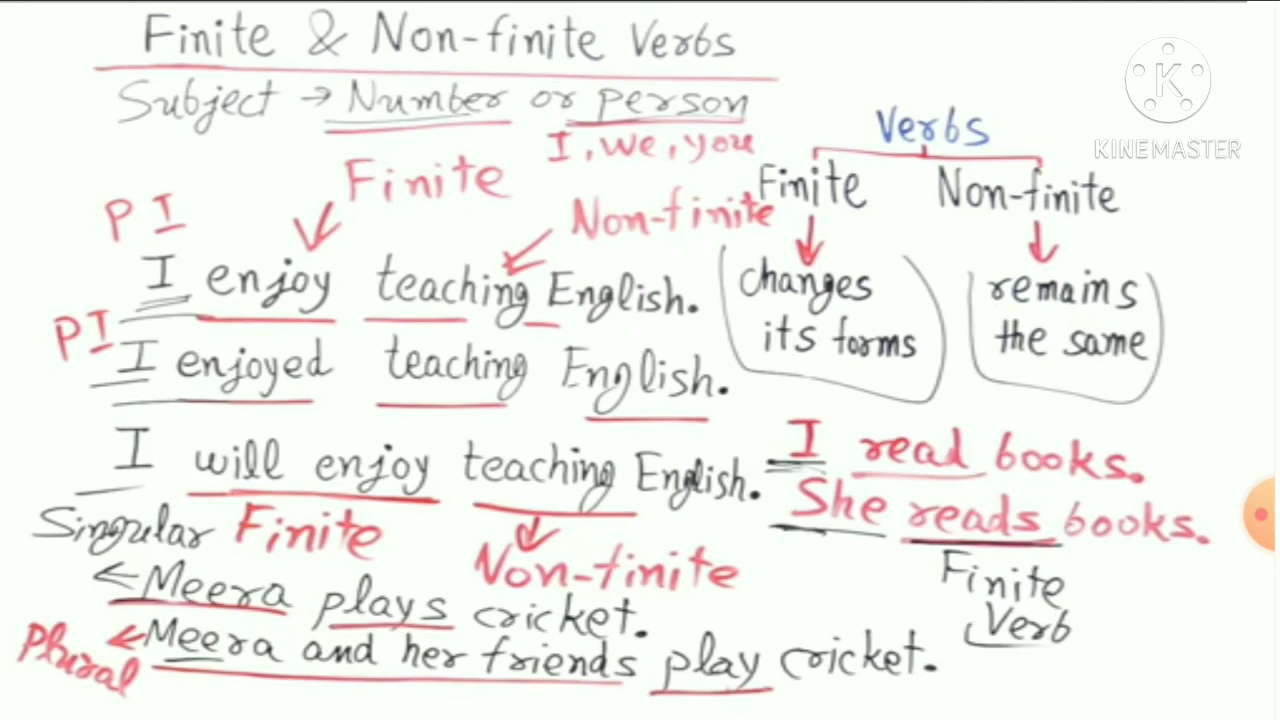 Finite & Non-finite Verbs
Subject → Number or person
I, we, you
Verbs
Finite
Non-finite
changes
its forms
remains
the same
KINEMASTER
P I
Finite
Non-finite
I enjoy teaching English.
P I
I enjoyed teaching English.
I will enjoy teaching English.
Finite
Non-finite
I read books.
She reads books.
Finite
Verb
Singular
← Meera plays cricket.
Plural
← Meera and her friends play cricket.